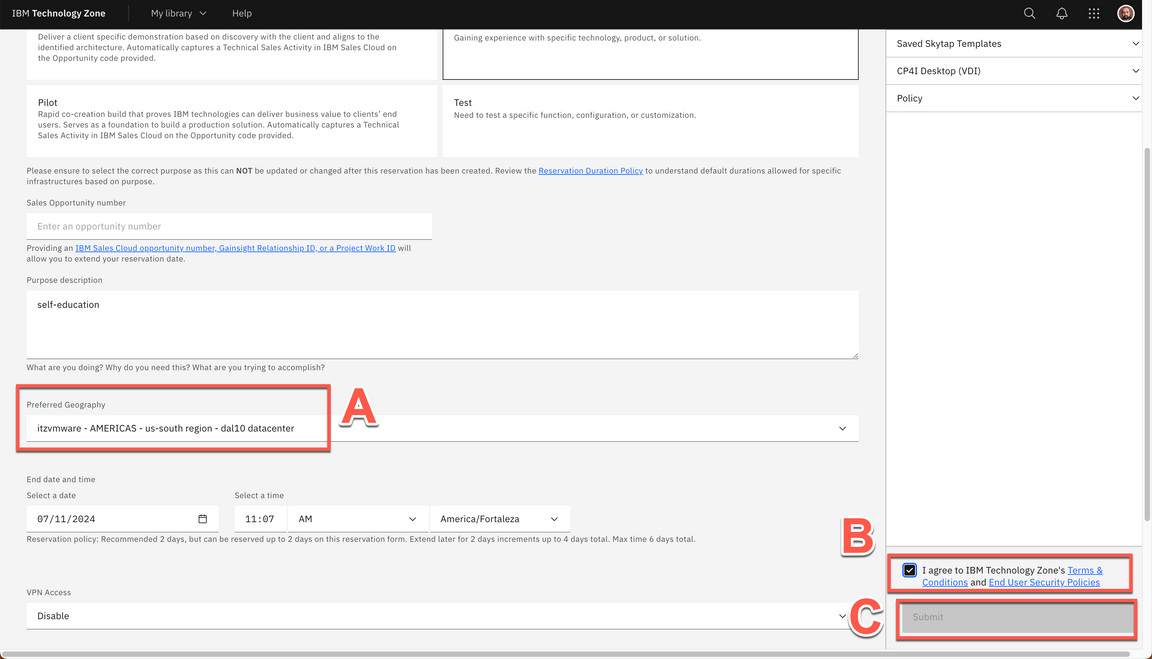 IBM Technology Zone
My library
Help
Deliver a client specific demonstration based on discovery with the client and aligns to the
identified architecture. Automatically captures a Technical Sales Activity in IBM Sales Cloud on
the Opportunity code provided.
Gaining experience with specific technology, product, or solution.
Saved Skytap Templates
CP4I Desktop (VDI)
Policy
Pilot
Rapid co-creation build that proves IBM technologies can deliver business value to clients' end
users. Serves as a foundation to build a production solution. Automatically captures a Technical
Sales Activity in IBM Sales Cloud on the Opportunity code provided.
Test
Need to test a specific function, configuration, or customization.
Please ensure to select the correct purpose as this can NOT be updated or changed after this reservation has been created. Review the Reservation Duration Policy to understand default durations allowed for specific
infrastructures based on purpose.
Sales Opportunity number
Enter an opportunity number
Providing an IBM Sales Cloud opportunity number, Gainsight Relationship ID, or a Project Work ID will
allow you to extend your reservation date.
Purpose description
self-education
What are you doing? Why do you need this? What are you trying to accomplish?
Preferred Geography
itzvmware - AMERICAS - us-south region - dal10 datacenter
A
End date and time
Select a date
Select a time
07/11/2024
11:07
AM
America/Fortaleza
Reservation policy: Recommended 2 days, but can be reserved up to 2 days on this reservation form. Extend later for 2 days increments up to 4 days total. Max time 6 days total.
VPN Access
Disable
B
I agree to IBM Technology Zone's Terms &
Conditions and End User Security Policies
C
Submit